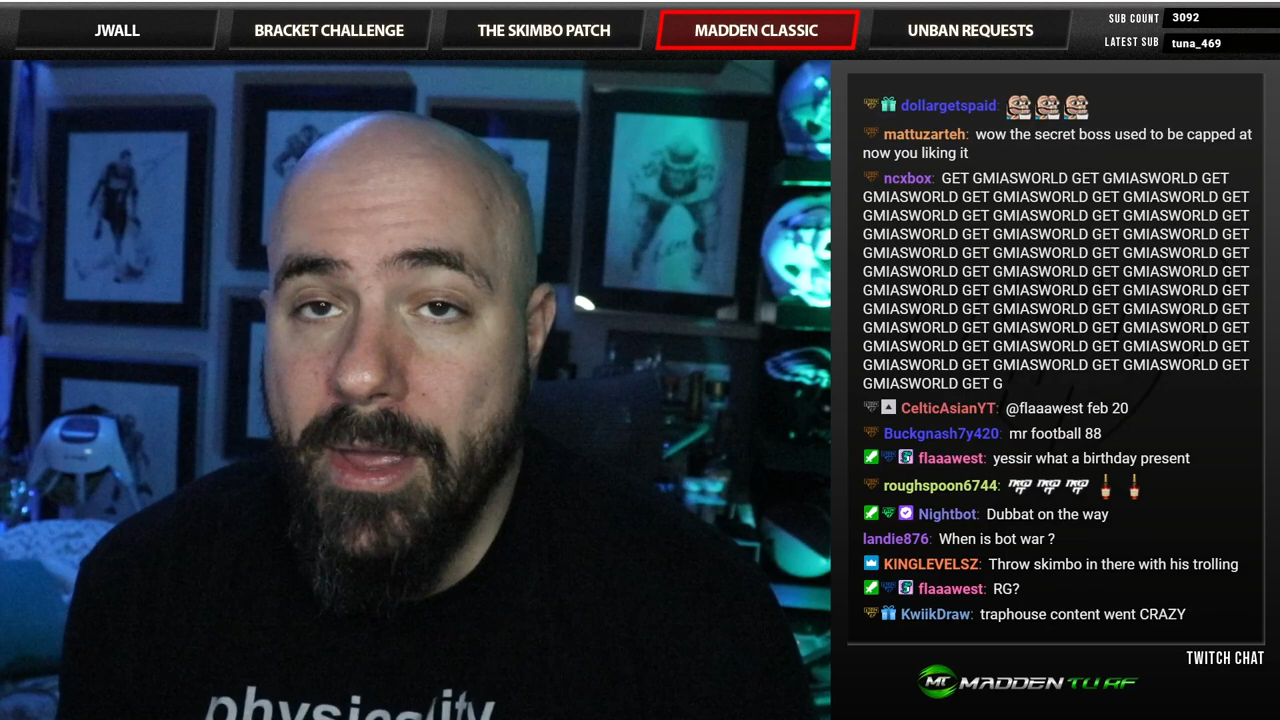 JWALL
BRACKET CHALLENGE
THE SKIMBO PATCH
MADDEN CLASSIC
UNBAN REQUESTS
SUB COUNT 3092
LATEST SUB tuna_469
dollargetspaid:
mattuzarteh: wow the secret boss used to be capped at
now you liking it
ncxbox: GET GMIASWORLD GET GMIASWORLD GET
GMIASWORLD GET GMIASWORLD GET GMIASWORLD GET
GMIASWORLD GET GMIASWORLD GET GMIASWORLD GET
GMIASWORLD GET GMIASWORLD GET GMIASWORLD GET
GMIASWORLD GET GMIASWORLD GET GMIASWORLD GET
GMIASWORLD GET GMIASWORLD GET GMIASWORLD GET
GMIASWORLD GET GMIASWORLD GET GMIASWORLD GET
GMIASWORLD GET GMIASWORLD GET GMIASWORLD GET
GMIASWORLD GET GMIASWORLD GET GMIASWORLD GET
GMIASWORLD GET GMIASWORLD GET GMIASWORLD GET
GMIASWORLD GET GMIASWORLD GET GMIASWORLD GET
GMIASWORLD GET G
CelticAsianYT: @flaaawest feb 20
Buckgnash7y420: mr football 88
flaaawest: yessir what a birthday present
roughspoon6744:
Nightbot: Dubbat on the way
landie876: When is bot war ?
KINGLEVELSZ: Throw skimbo in there with his trolling
flaaawest: RG?
KwiikDraw: traphouse content went CRAZY
TWITCH CHAT
MT MADDEN TURF
physicality